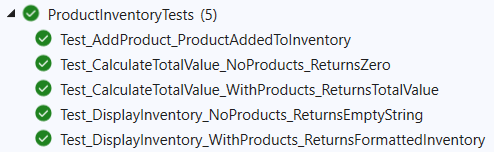 ProductInventoryTests (5)
Test_AddProduct_ProductAddedToInventory
Test_CalculateTotalValue_NoProducts_ReturnsZero
Test_CalculateTotalValue_WithProducts_ReturnsTotalValue
Test_DisplayInventory_NoProducts_ReturnsEmptyString
Test_DisplayInventory_WithProducts_ReturnsFormattedInventory